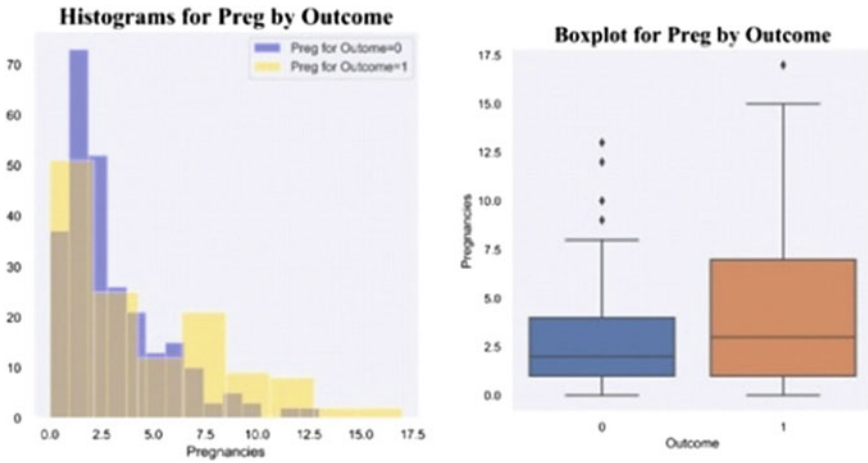 Histograms for Preg by Outcome
Preg for Outome=0
Preg for Outcome=1
70
60
50
40
30
20
10
0
0.0 2.5 5.0 7.5 10.0 12.5 15.0 17.5
Pregnancies
Boxplot for Preg by Outcome
17.5
15.0
12.5
10.0
7.5
5.0
2.5
0.0
Pregnancies
0 1
Outcome